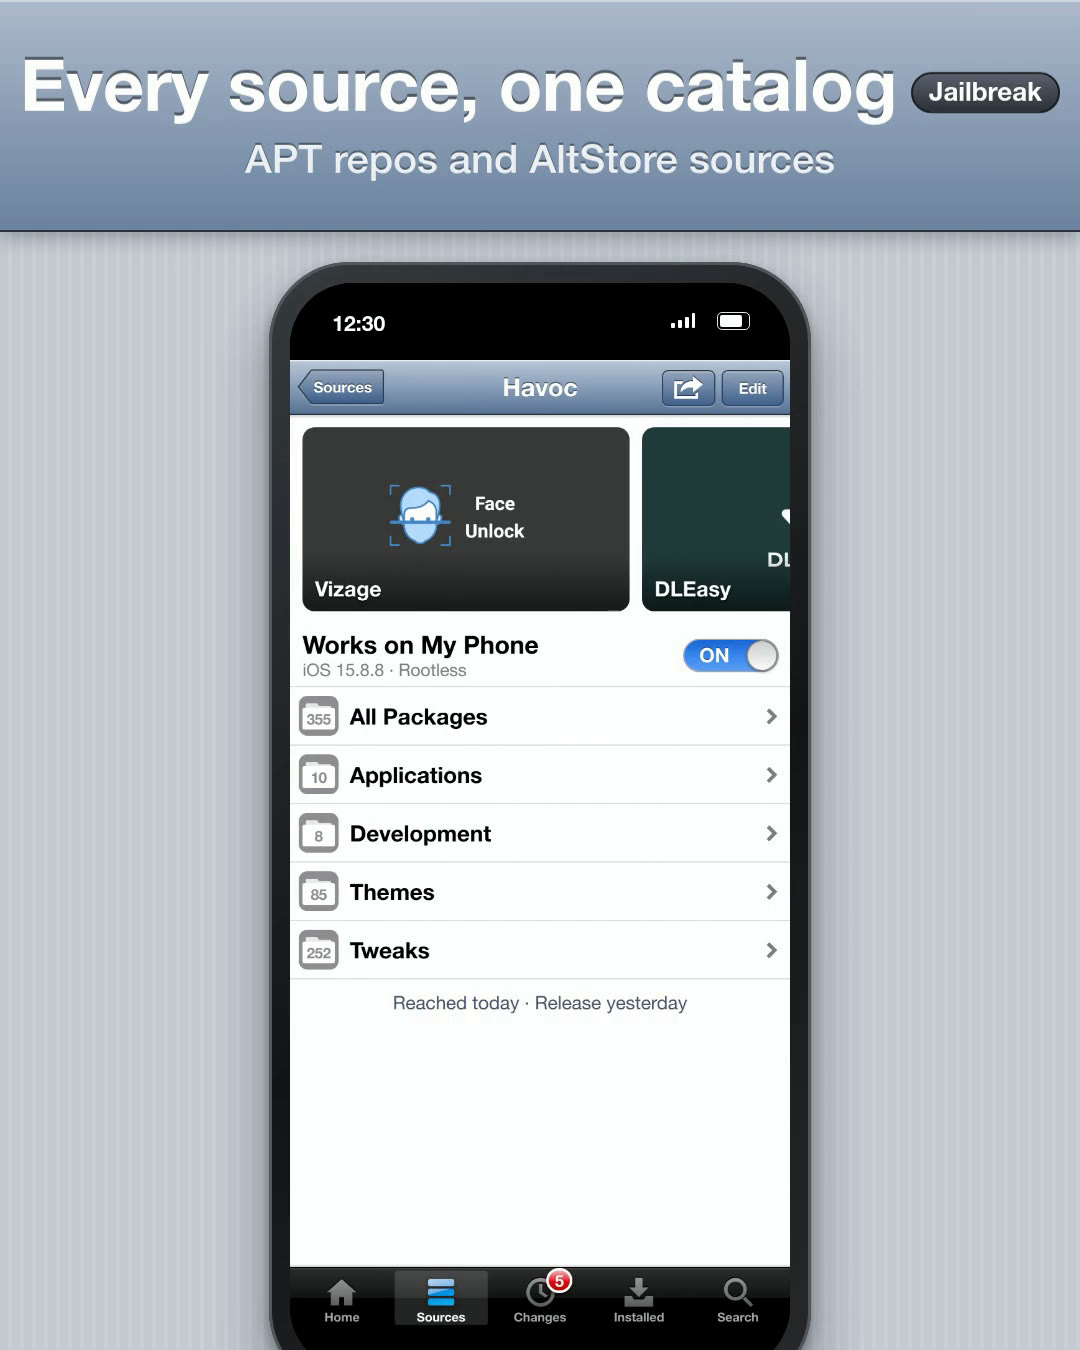 Every source, one catalog Jailbreak
APT repos and AltStore sources
12:30
Sources Havoc Edit
Face
Unlock
DL
Vizage DLEasy
Works on My Phone ON
iOS 15.8.8 · Rootless
355 All Packages
10 Applications
8 Development
85 Themes
252 Tweaks
Reached today · Release yesterday
5
Home Sources Changes Installed Search